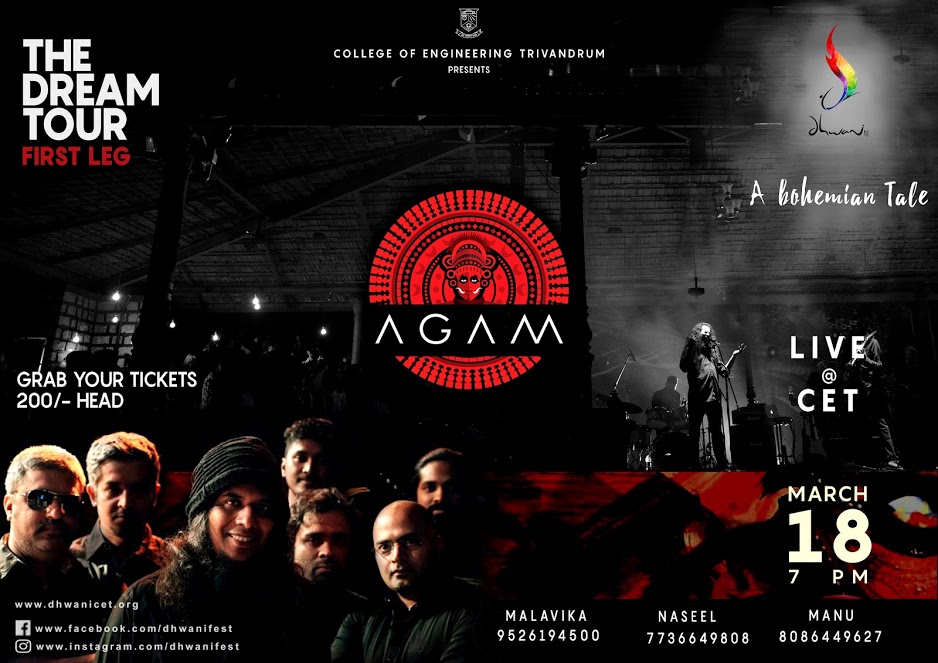 COLLEGE OF ENGINEERING TRIVANDRUM
PRESENTS
THE
DREAM
TOUR
FIRST LEG
dhwani
A bohemian Tale
AGAM
LIVE
@
CET
GRAB YOUR TICKETS
200/- HEAD
MARCH
18
7 PM
www.dhwanicet.org
www.facebook.com/dhwanifest
www.instagram.com/dhwanifest
MALAVIKA
9526194500
NASEEL
7736649808
MANU
8086449627